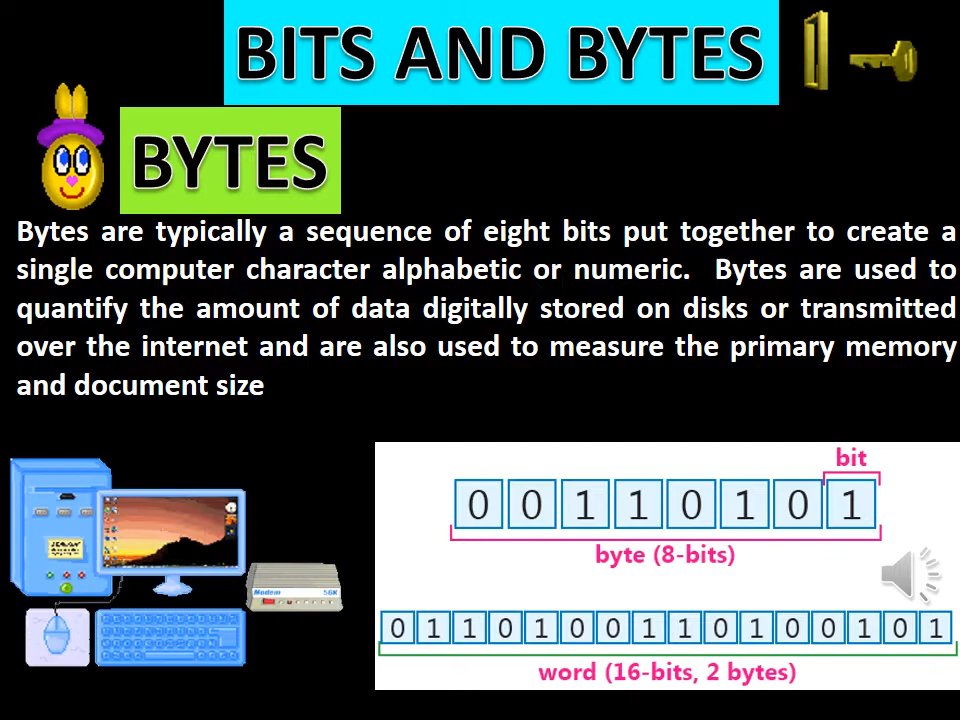 BITS AND BYTES
BYTES
Bytes are typically a sequence of eight bits put together to create a
single computer character alphabetic or numeric. Bytes are used to
quantify the amount of data digitally stored on disks or transmitted
over the internet and are also used to measure the primary memory
and document size
bit
0 0 1 1 0 1 0 1
byte (8-bits)
Modem 56K
0 1 1 0 1 0 0 1 1 0 1 0 0 1 0 1
word (16-bits, 2 bytes)